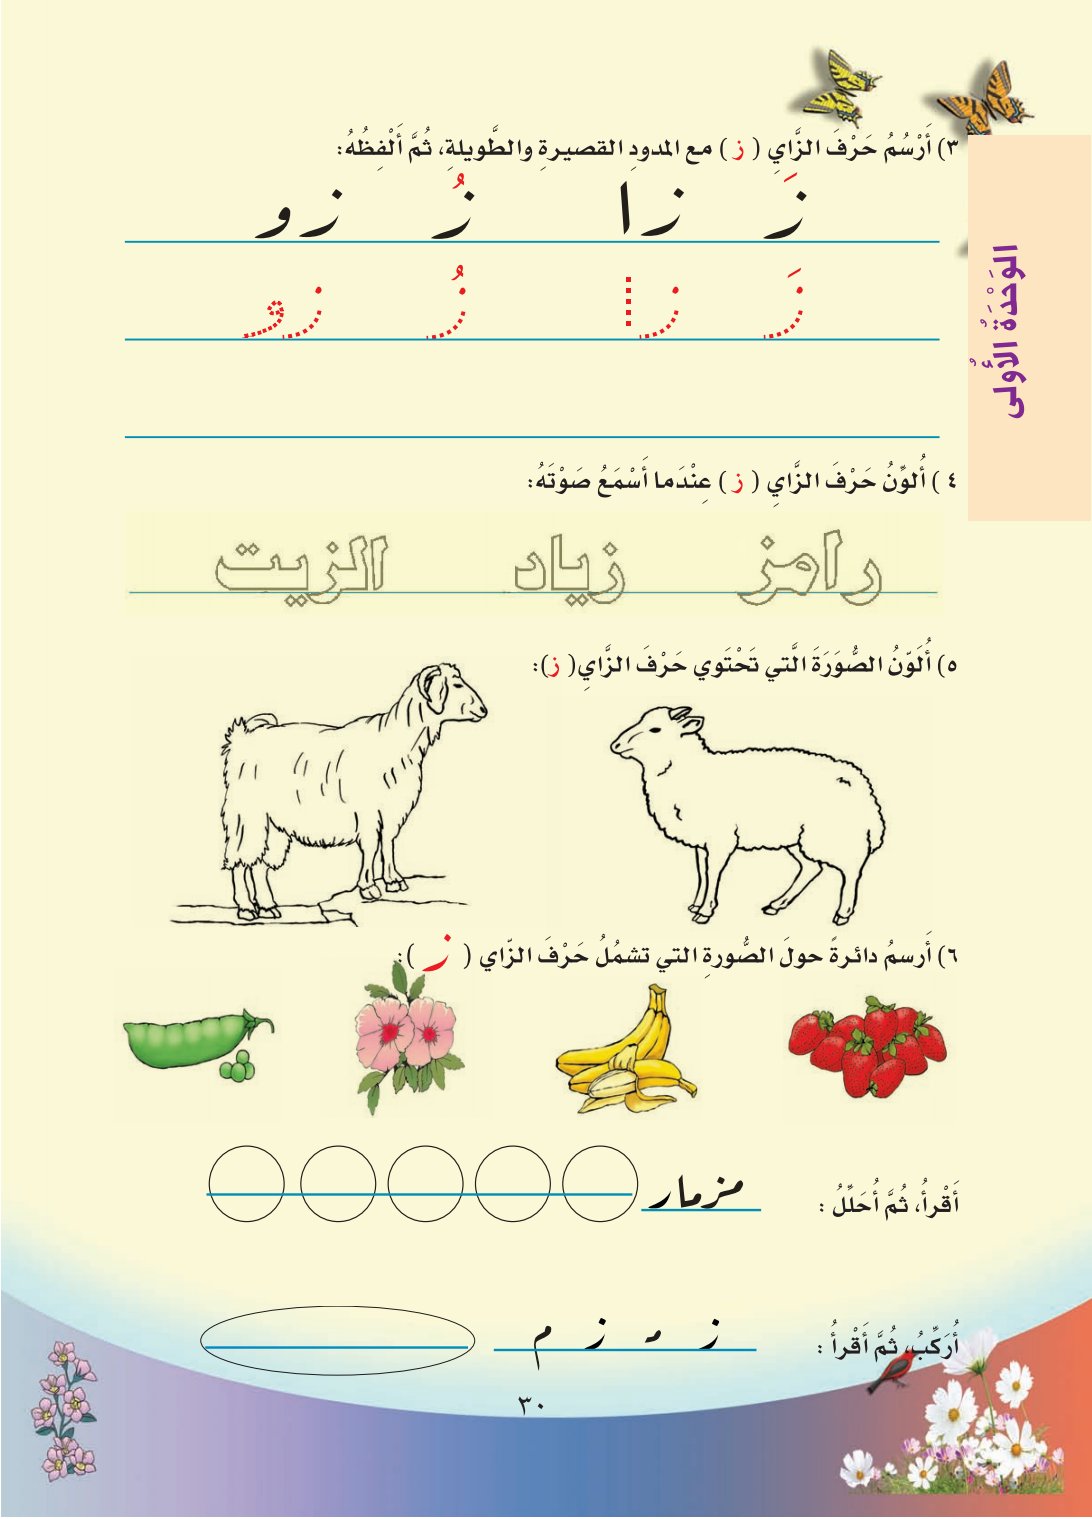 ٣) أَرْسُمُ حَرْفَ الزَّايِ ( ز ) مع المدودِ القصيرةِ والطَّويلةِ، ثُمَّ أَلْفِظُهُ:
زَ زا زُ زو
زَ زا زُ زو
الوَحْدَةُ الأُولى
٤ ) أُلوِّنُ حَرْفَ الزَّايِ ( ز ) عِنْدَما أَسْمَعُ صَوْتَهُ:
رامز زياد الزيت
٥) أُلَوّنُ الصُّوَرَةَ الَّتي تَحْتَوي حَرْفَ الزَّايِ( ز):
٦) أَرسمُ دائرةً حولَ الصُّورةِ التي تشمُلُ حَرْفَ الزّاي ( ز ):
أَقْرأُ، ثُمَّ أُحَلِّلُ : مزمار
أُرَكِّبُ، ثُمَّ أَقْرأُ : ز مـ ز م
٣٠